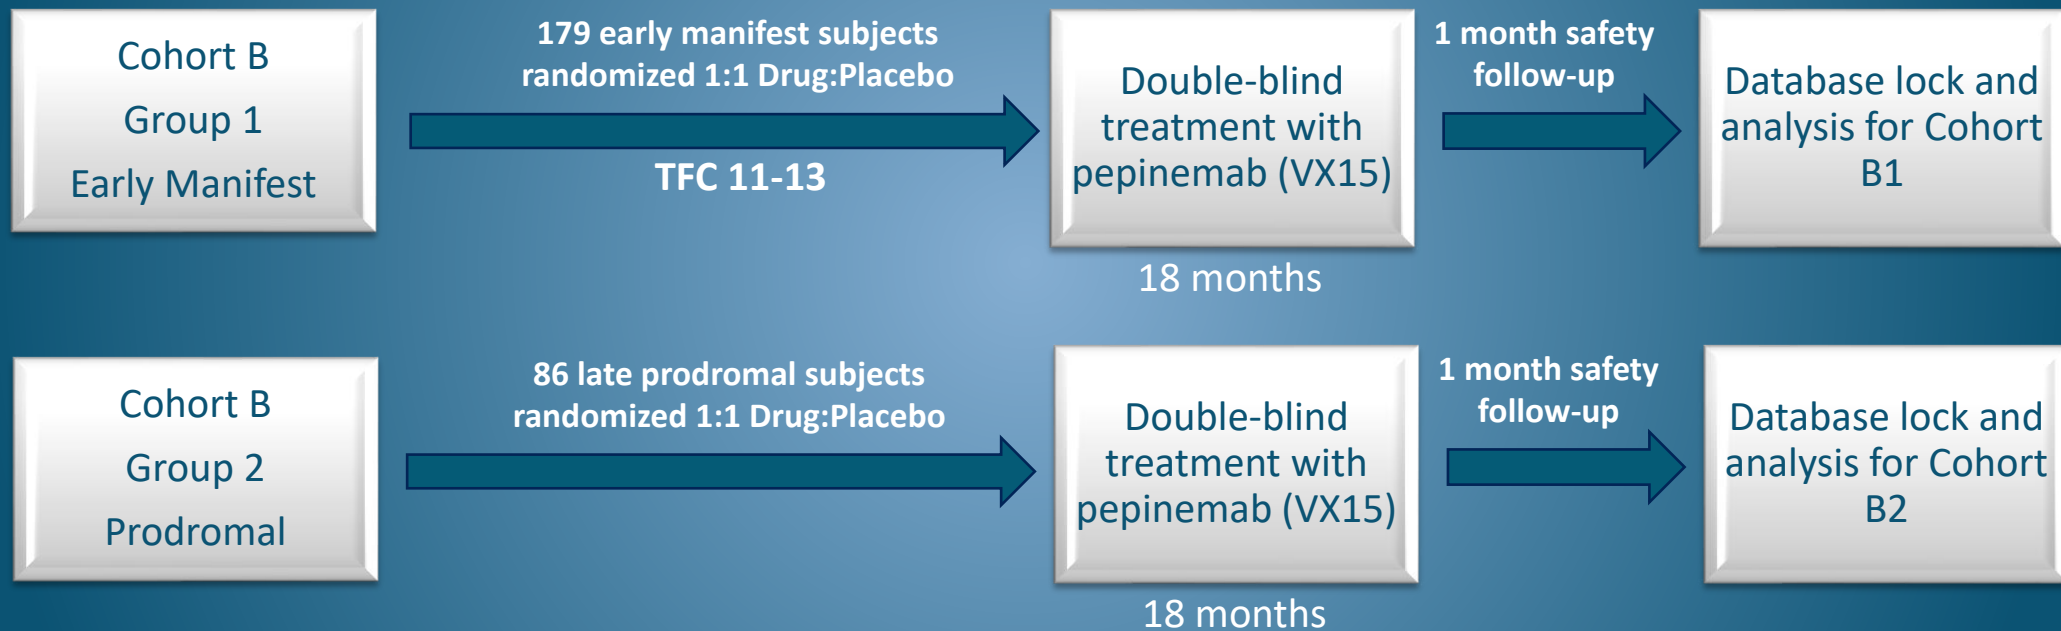 Cohort B
Group 1
Early Manifest
179 early manifest subjects
randomized 1:1 Drug:Placebo
TFC 11-13
Double-blind
treatment with
pepinemab (VX15)
18 months
1 month safety
follow-up
Database lock and
analysis for Cohort
B1
Cohort B
Group 2
Prodromal
86 late prodromal subjects
randomized 1:1 Drug:Placebo
Double-blind
treatment with
pepinemab (VX15)
18 months
1 month safety
follow-up
Database lock and
analysis for Cohort
B2